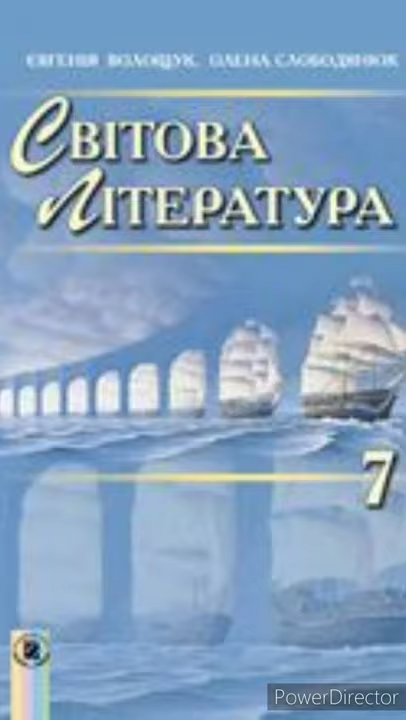 ЄВГЕНІЯ ВОЛОЩУК. ОЛЕНА СЛОБОДЯНЮК
СВІТОВА
ЛІТЕРАТУРА
7
PowerDirector